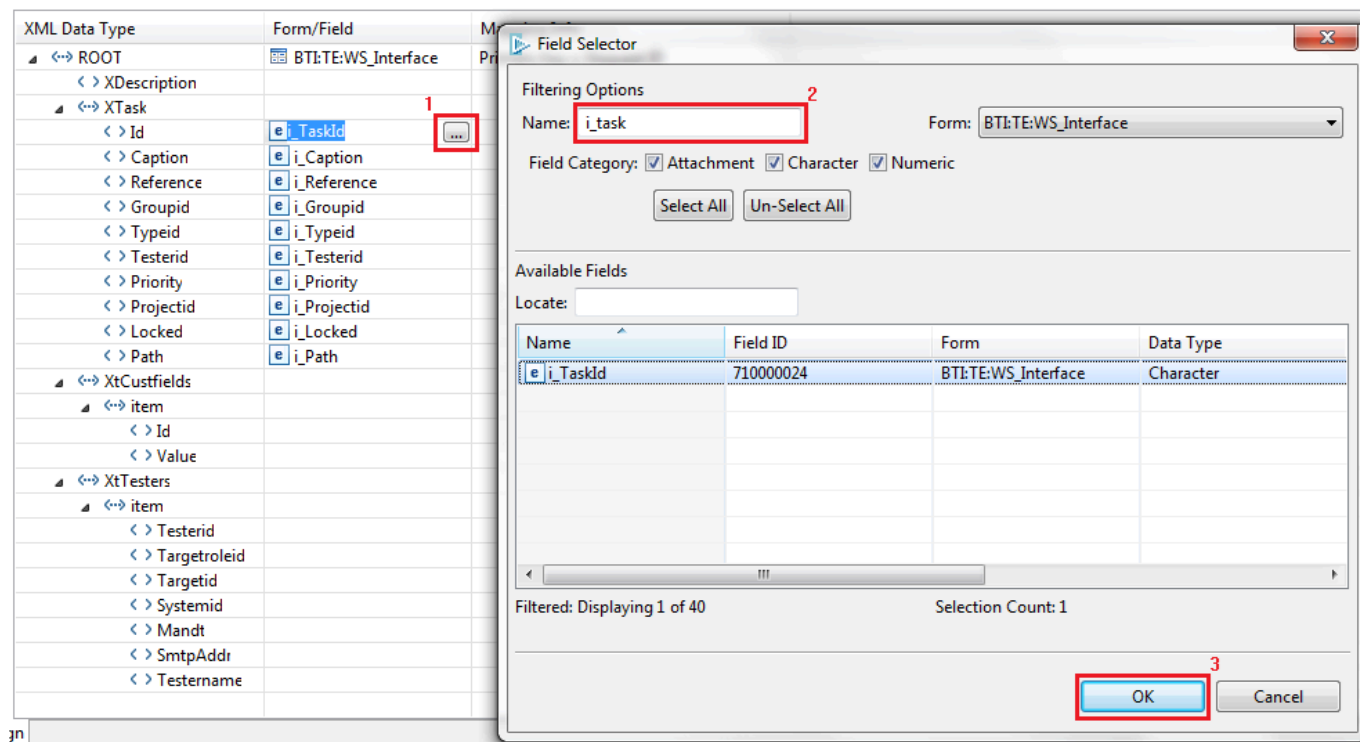 XML Data Type Form/Field
ROOT BTI:TE:WS_Interface
XDescription
XTask
1
Id i_TaskId ...
Caption i_Caption
Reference i_Reference
Groupid i_Groupid
Typeid i_Typeid
Testerid i_Testerid
Priority i_Priority
Projectid i_Projectid
Locked i_Locked
Path i_Path
XtCustfields
item
Id
Value
XtTesters
item
Testerid
Targetroleid
Targetid
Systemid
Mandt
SmtpAddr
Testername
Field Selector
Filtering Options
2
Name: i_task Form: BTI:TE:WS_Interface
Field Category: Attachment Character Numeric
Select All Un-Select All
Available Fields
Locate:
Name Field ID Form Data Type
i_TaskId 710000024 BTI:TE:WS_Interface Character
Filtered: Displaying 1 of 40 Selection Count: 1
3
OK Cancel